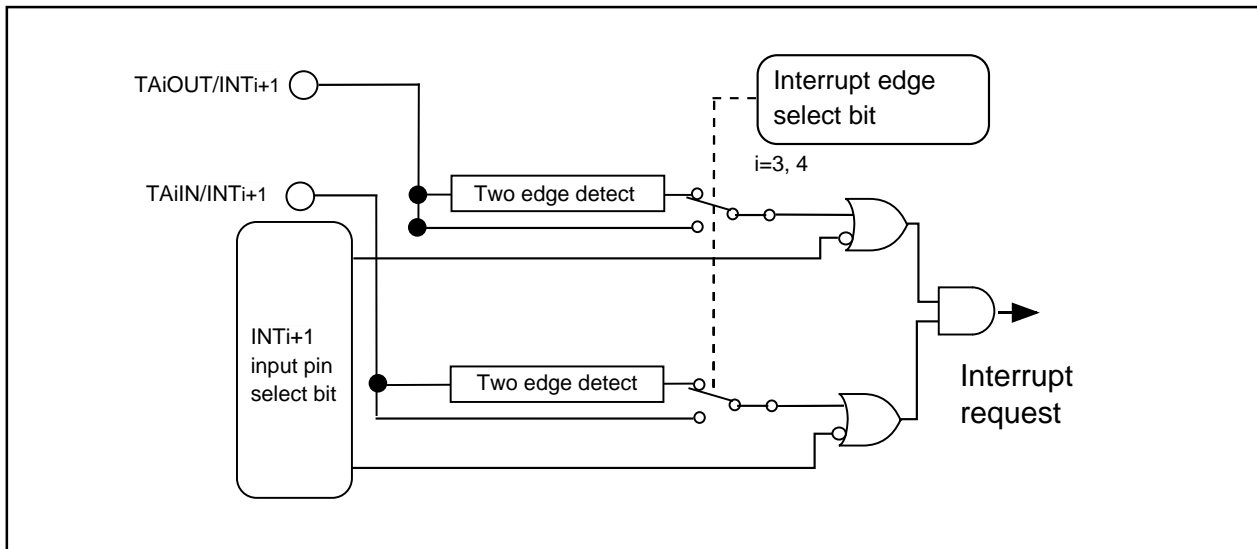 TAiOUT/INTi+1
Interrupt edge
select bit
i=3, 4
TAiIN/INTi+1
Two edge detect
INTi+1
input pin
select bit
Two edge detect
Interrupt
request